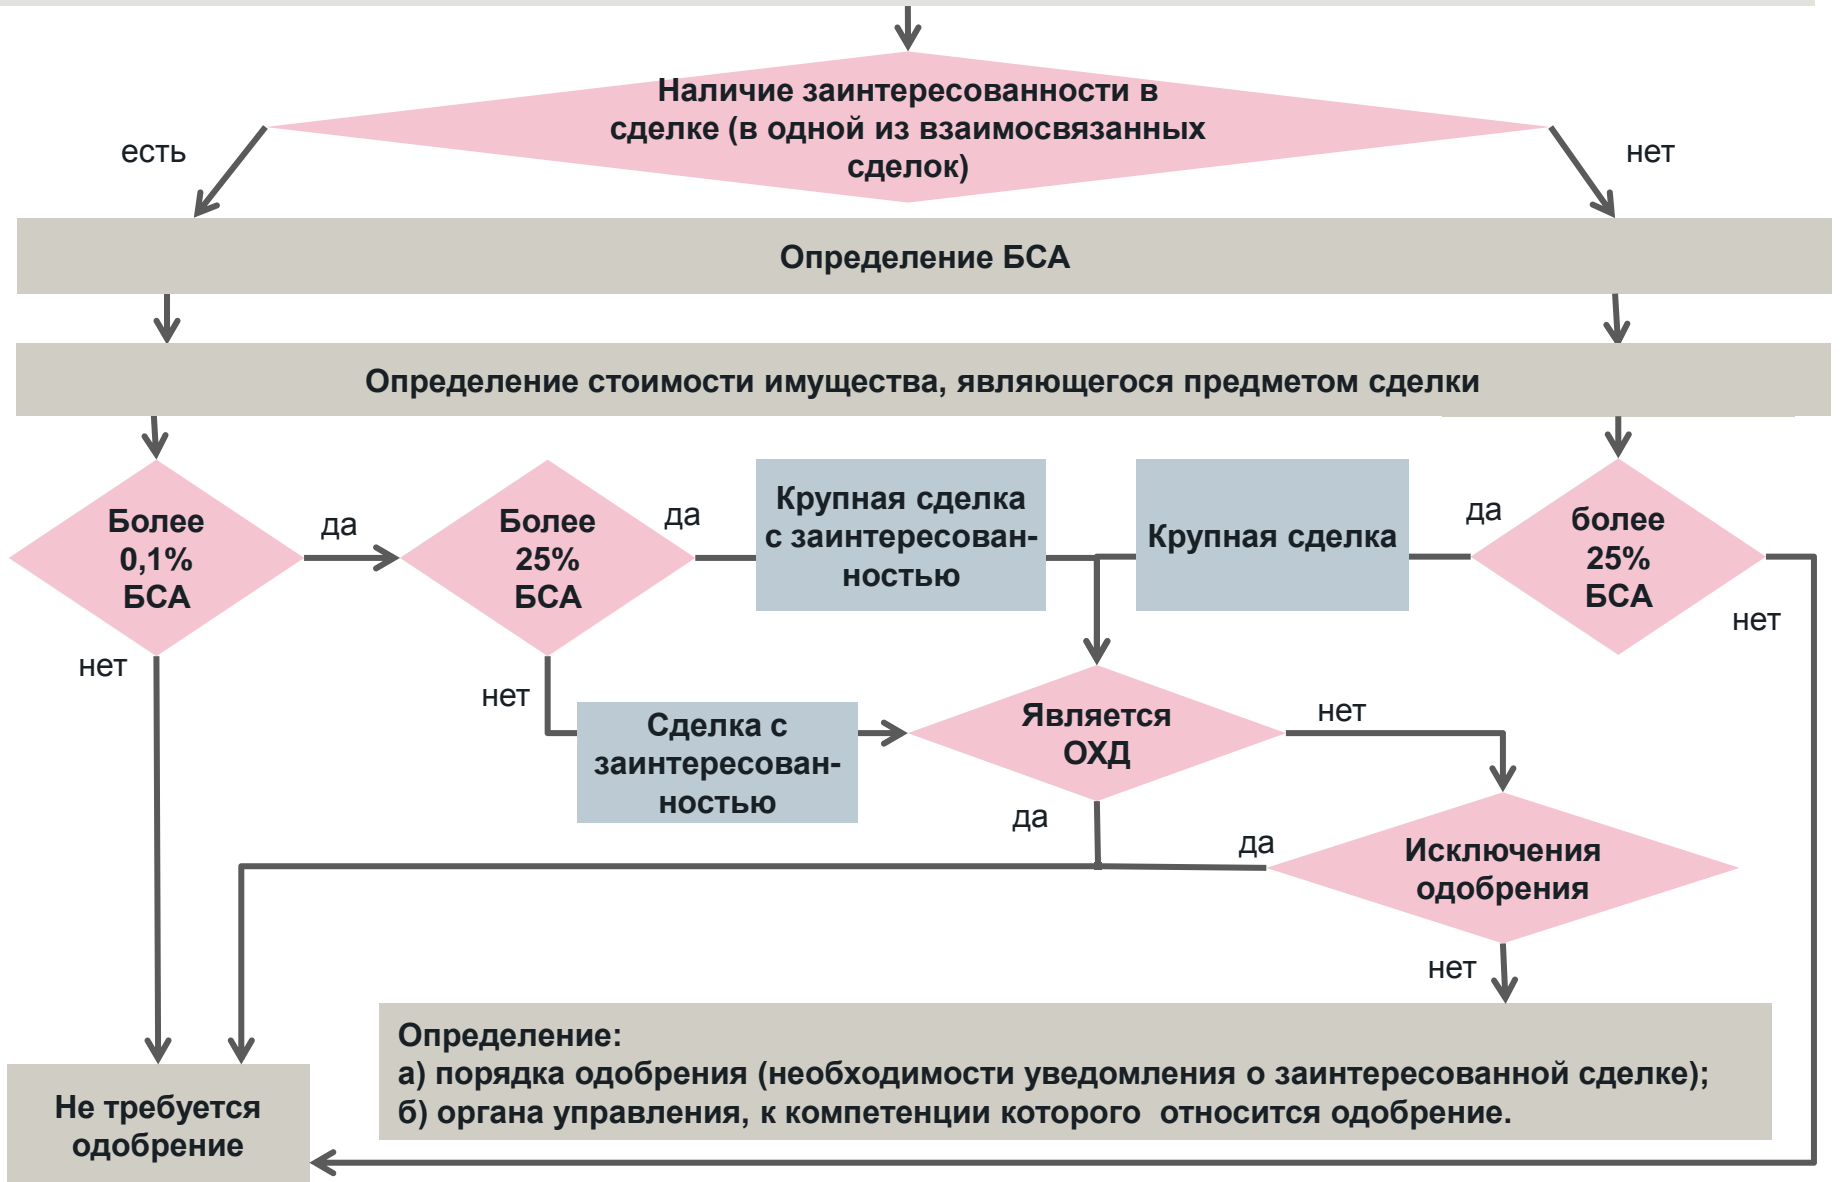 Наличие заинтересованности в
сделке (в одной из взаимосвязанных
сделок)
есть
нет
Определение БСА
Определение стоимости имущества, являющегося предметом сделки
Более
0,1%
БСА
да
нет
Более
25%
БСА
да
нет
Крупная сделка
с заинтересован-
ностью
Крупная сделка
да
более
25%
БСА
нет
Сделка с
заинтересован-
ностью
Является
ОХД
нет
да
да
Исключения
одобрения
нет
Определение:
а) порядка одобрения (необходимости уведомления о заинтересованной сделке);
б) органа управления, к компетенции которого  относится одобрение.
Не требуется
одобрение